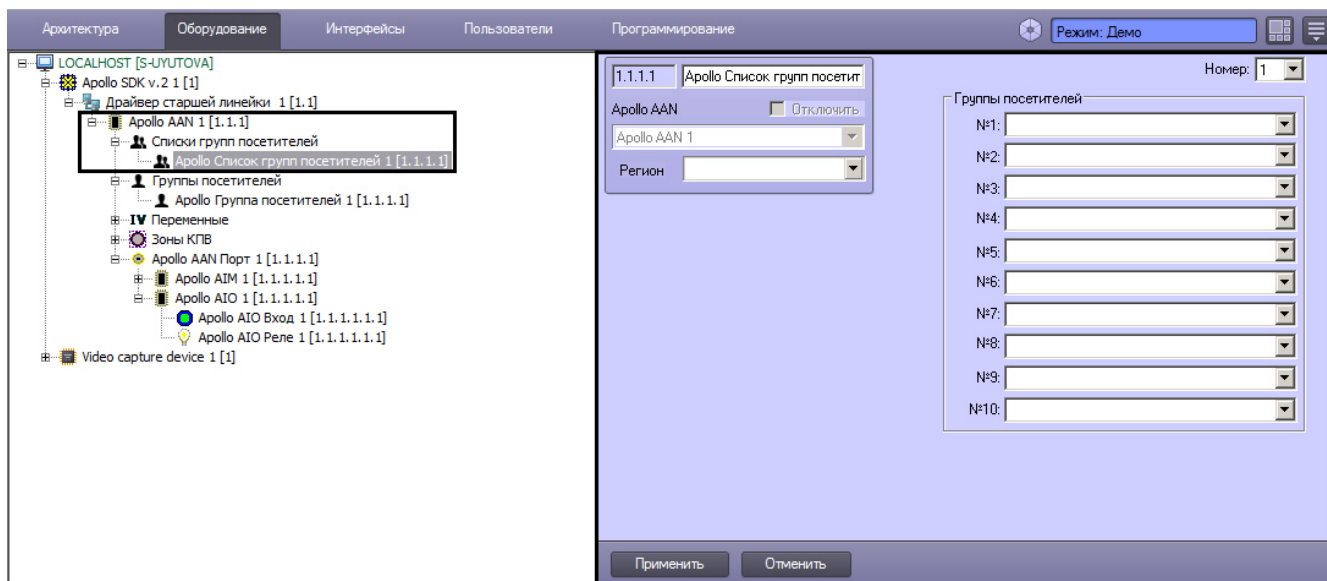 Архитектура Оборудование Интерфейсы Пользователи Программирование Режим: Демо
LOCALHOST [S-UYUTOVA]
Apollo SDK v.2 1 [1]
Драйвер старшей линейки 1 [1.1]
Apollo AAN 1 [1.1.1]
Списки групп посетителей
Apollo Список групп посетителей 1 [1.1.1.1]
Группы посетителей
Apollo Группа посетителей 1 [1.1.1.1]
IV Переменные
Зоны КПВ
Apollo AAN Порт 1 [1.1.1.1]
Apollo AIM 1 [1.1.1.1.1]
Apollo AIO 1 [1.1.1.1.1]
Apollo AIO Вход 1 [1.1.1.1.1.1]
Apollo AIO Реле 1 [1.1.1.1.1.1]
Video capture device 1 [1]
1.1.1.1 Apollo Список групп посетит
Apollo AAN Отключить
Apollo AAN 1
Регион
Номер: 1
Группы посетителей
№1:
№2:
№3:
№4:
№5:
№6:
№7:
№8:
№9:
№10:
Применить Отменить